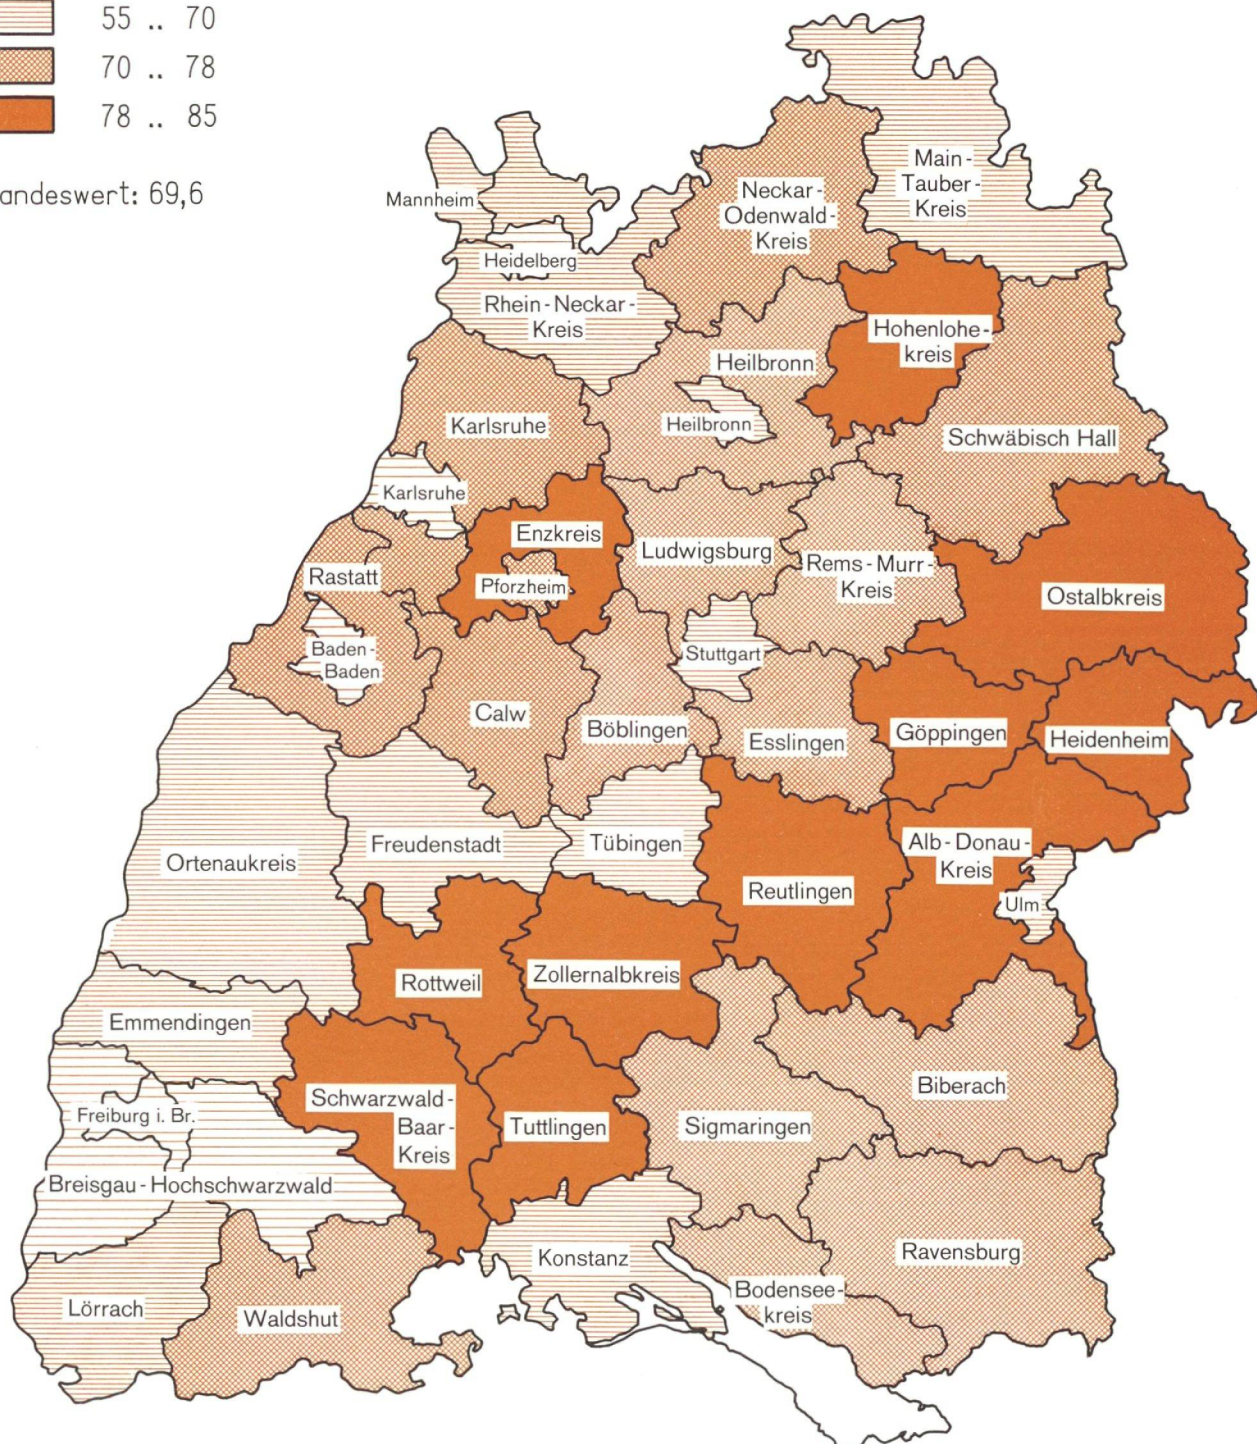 55 .. 70
70 .. 78
78 .. 85
andeswert: 69,6
Main-
Tauber-
Kreis
Neckar-
Odenwald-
Kreis
Mannheim
Heidelberg
Rhein-Neckar-
Kreis
Hohenlohe-
kreis
Heilbronn
Heilbronn
Karlsruhe
Schwäbisch Hall
Karlsruhe
Enzkreis
Ludwigsburg
Rems-Murr-
Kreis
Rastatt
Pforzheim
Ostalbkreis
Baden-
Baden
Stuttgart
Calw
Böblingen
Esslingen
Göppingen
Heidenheim
Freudenstadt
Tübingen
Alb-Donau-
Kreis
Ortenaukreis
Reutlingen
Ulm
Rottweil
Zollernalbkreis
Emmendingen
Biberach
Schwarzwald-
Baar-
Kreis
Freiburg i. Br.
Tuttlingen
Sigmaringen
Breisgau-Hochschwarzwald
Konstanz
Ravensburg
Bodensee-
kreis
Lörrach
Waldshut